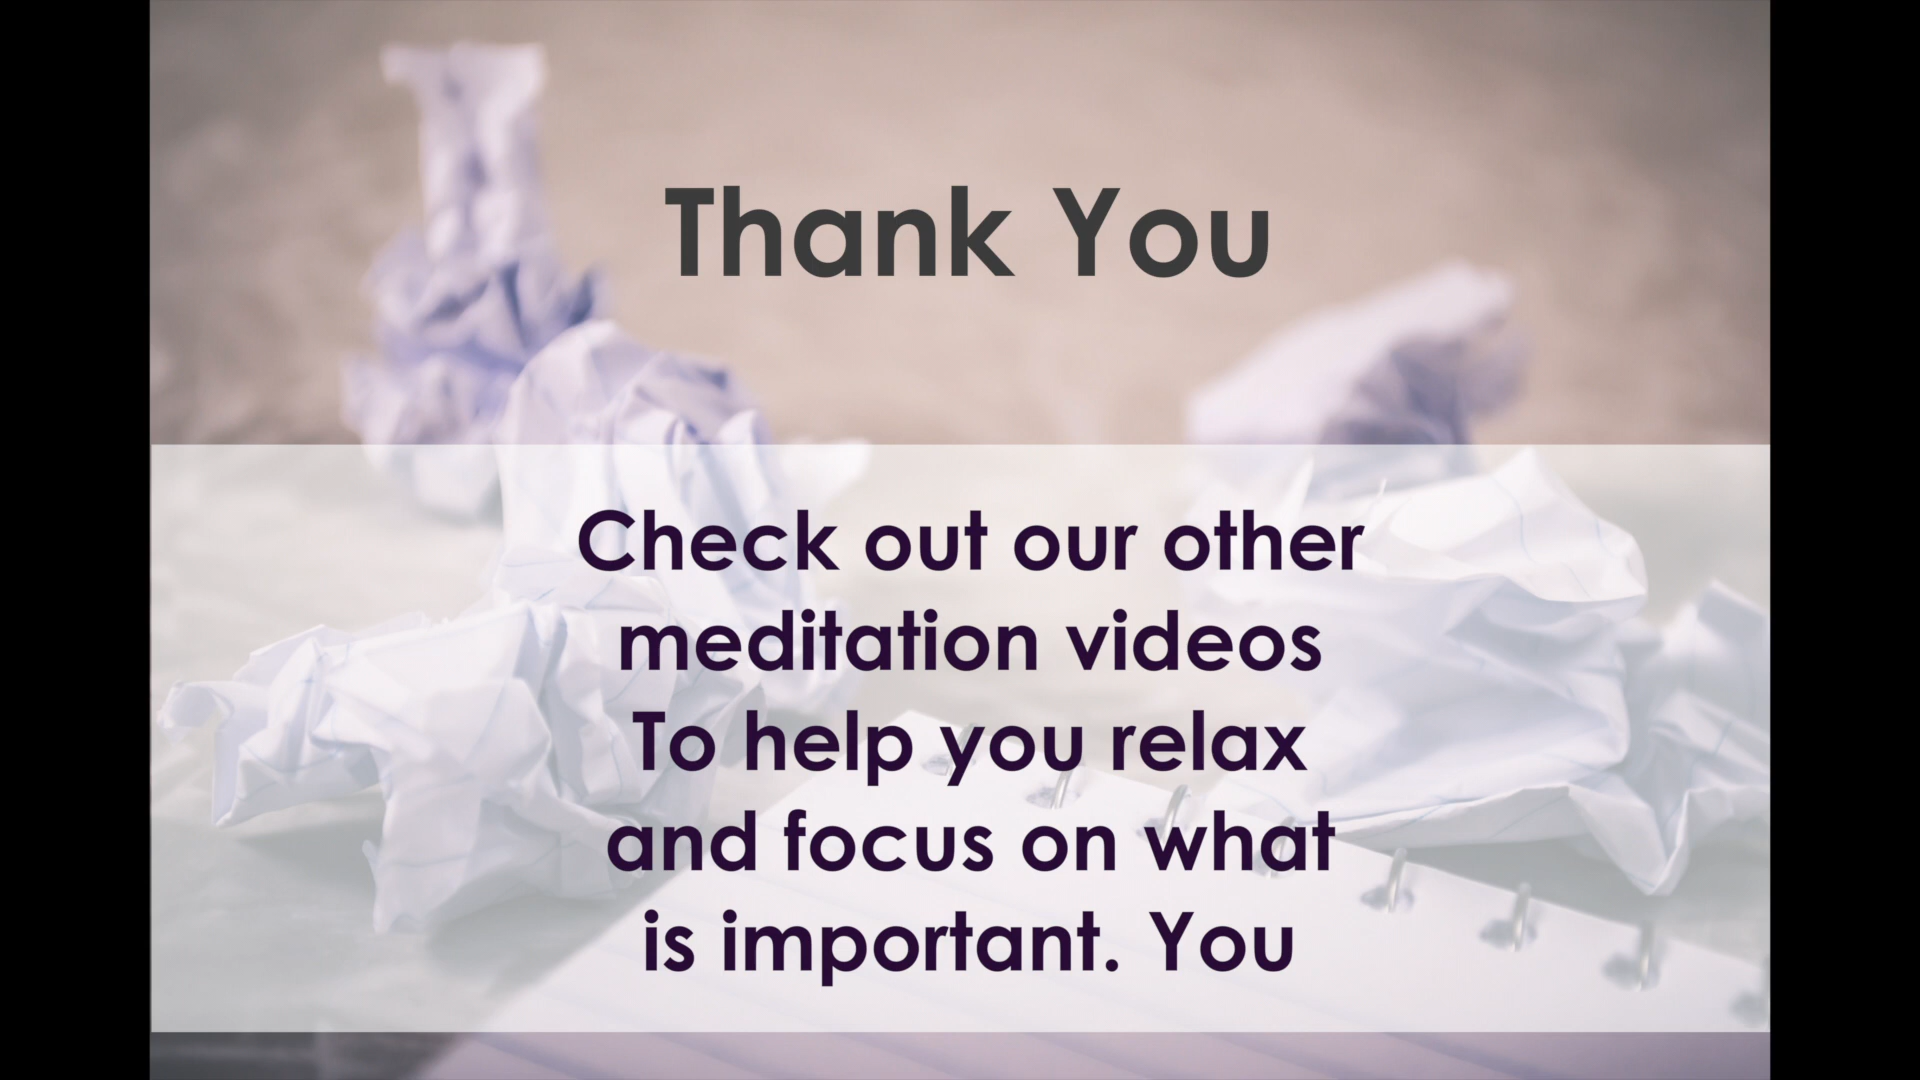 Thank You
Check out our other
meditation videos
To help you relax
and focus on what
is important. You